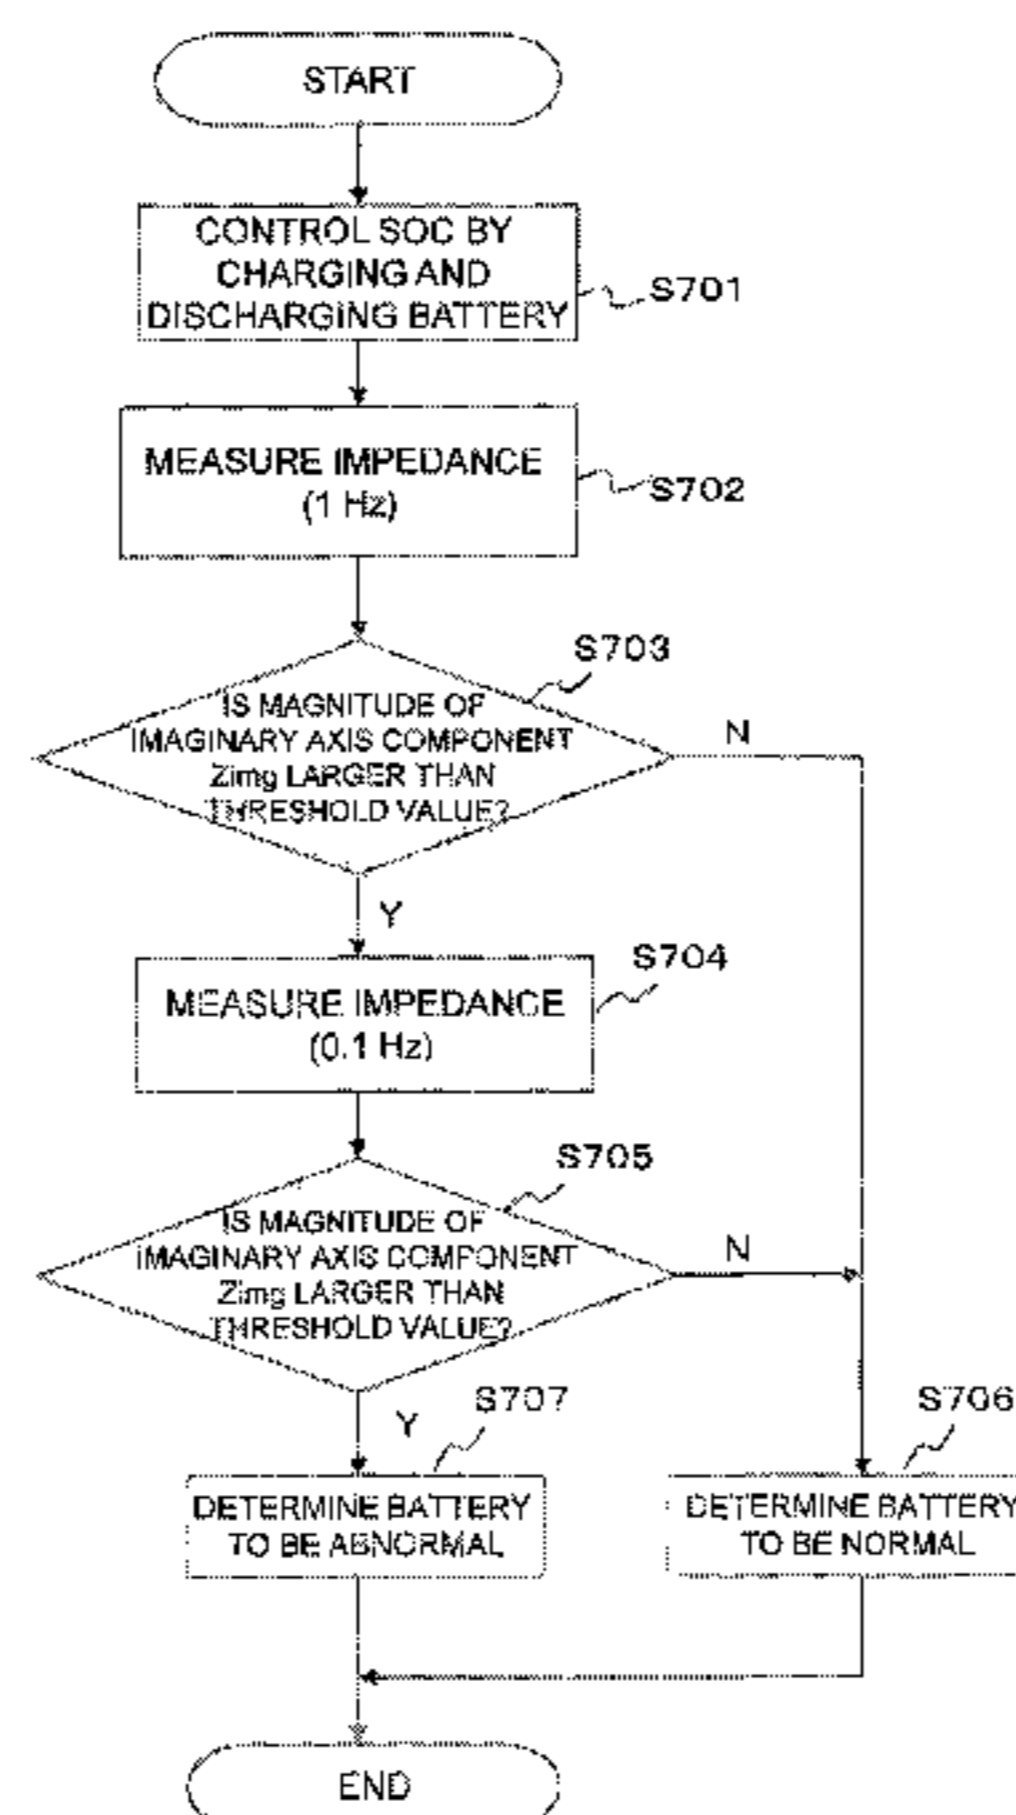 START
CONTROL SOC BY
CHARGING AND
DISCHARGING BATTERY
S701
MEASURE IMPEDANCE
(1 Hz)
S702
S703
IS MAGNITUDE OF
IMAGINARY AXIS COMPONENT
Zimg LARGER THAN
THRESHOLD VALUE?
N
Y
S704
MEASURE IMPEDANCE
(0.1 Hz)
S705
IS MAGNITUDE OF
IMAGINARY AXIS COMPONENT
Zimg LARGER THAN
THRESHOLD VALUE?
N
Y
S707
DETERMINE BATTERY
TO BE ABNORMAL
S706
DETERMINE BATTERY
TO BE NORMAL
END